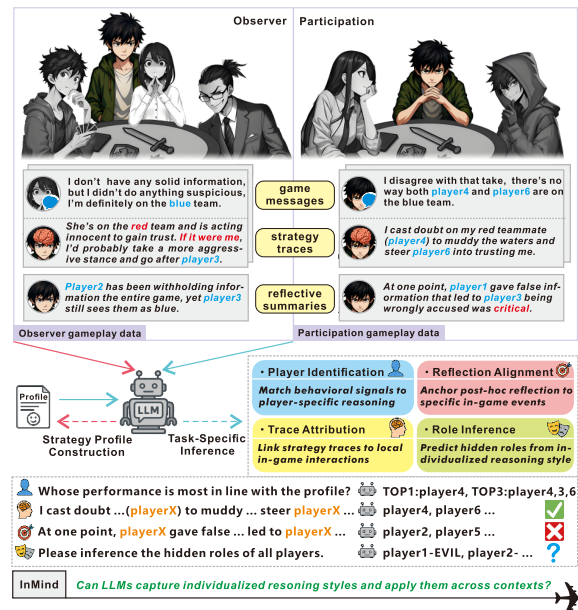 Observer
Participation
I don't have any solid information,
but I didn't do anything suspicious,
I'm definitely on the blue team.
game
messages
I disagree with that take, there's no
way both player4 and player6 are on
the blue team.
She's on the red team and is acting
innocent to gain trust. If it were me,
I'd probably take a more aggress-
ive stance and go after player3.
strategy
traces
I cast doubt on my red teammate
(player4) to muddy the waters and
steer player6 into trusting me.
Player2 has been withholding infor-
mation the entire game, yet player3
still sees them as blue.
reflective
summaries
At one point, player1 gave false inf-
ormation that led to player3 being
wrongly accused was critical.
Observer gameplay data
Participation gameplay data
Profile
LLM
Strategy Profile
Construction
Task-Specific
Inference
• Player Identification
Match behavioral signals to
player-specific reasoning
• Reflection Alignment
Anchor post-hoc reflection to
specific in-game events
• Trace Attribution
Link strategy traces to local
in-game interactions
• Role Inference
Predict hidden roles from in-
dividualized reasoning style
Whose performance is most in line with the profile?
TOP1:player4, TOP3:player4,3,6
I cast doubt ...(playerX) to muddy ... steer playerX ...
player4, player6 ...
At one point, playerX gave false ... led to playerX ...
player2, player5 ...
Please inference the hidden roles of all players.
player1-EVIL, player2- ...
?
InMind
Can LLMs capture individualized resoning styles and apply them across contexts?